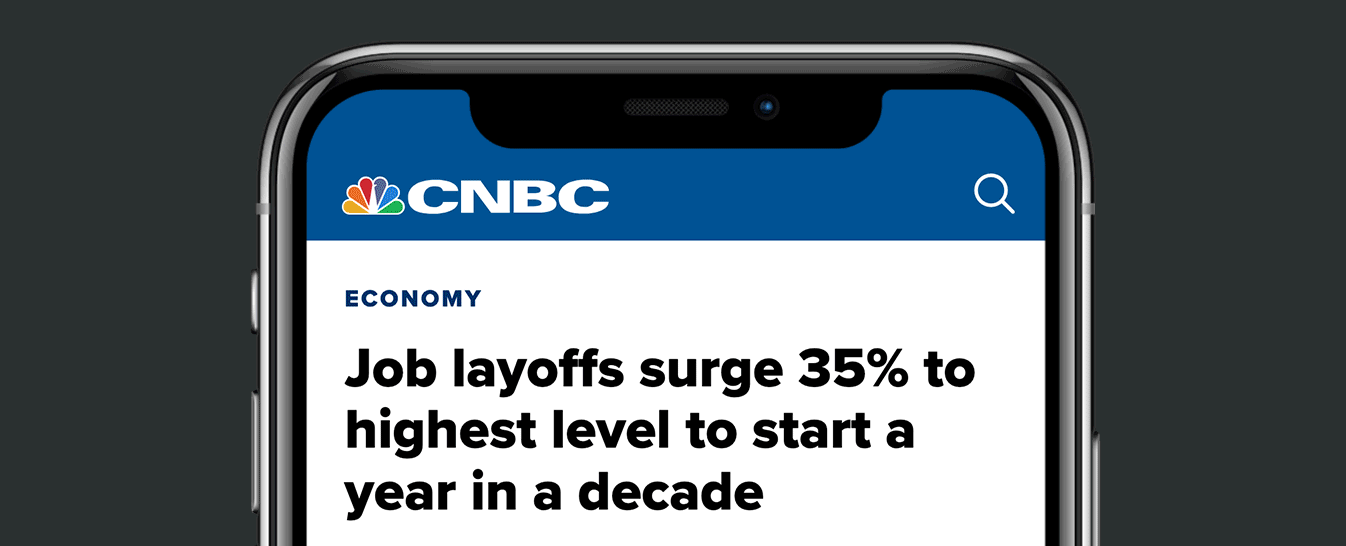 CNBC
ECONOMY
Job layoffs surge 35% to
highest level to start a
year in a decade